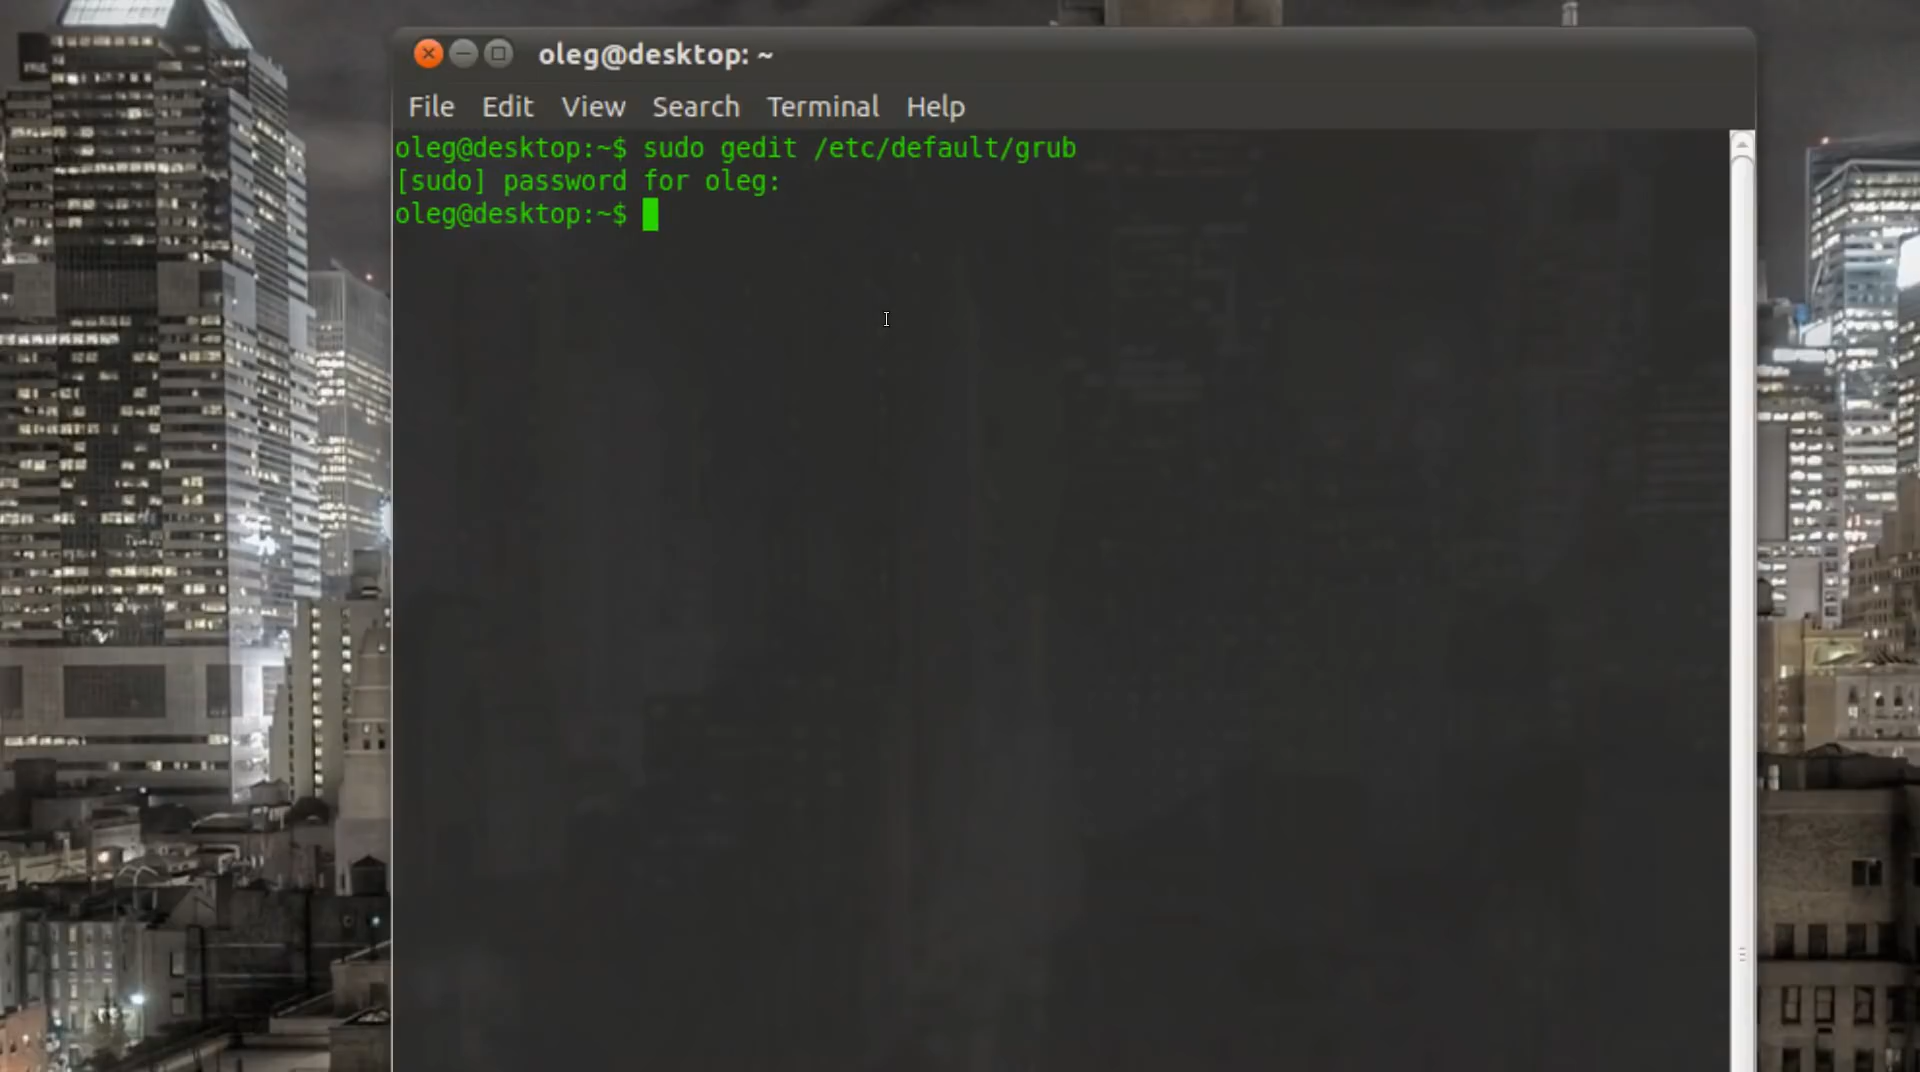 oleg@desktop: ~
File Edit View Search Terminal Help
oleg@desktop:~$ sudo gedit /etc/default/grub
[sudo] password for oleg:
oleg@desktop:~$